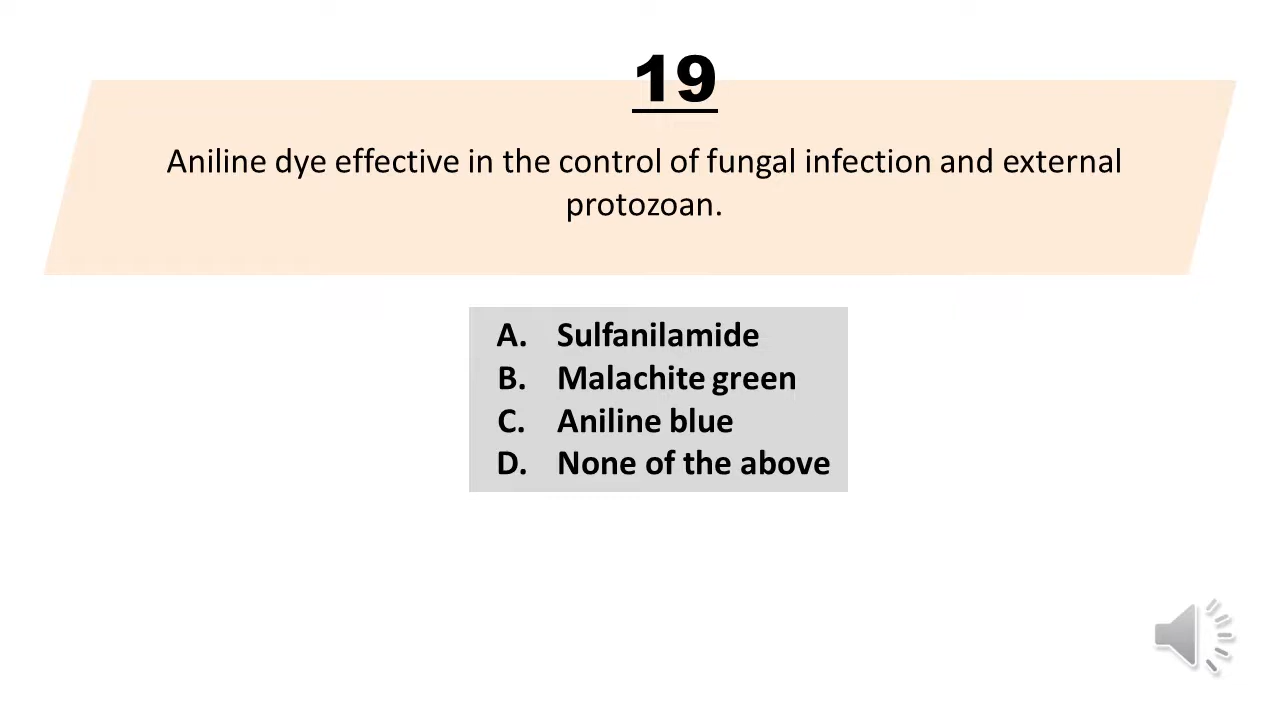 19
Aniline dye effective in the control of fungal infection and external
protozoan.
A. Sulfanilamide
B. Malachite green
C. Aniline blue
D. None of the above